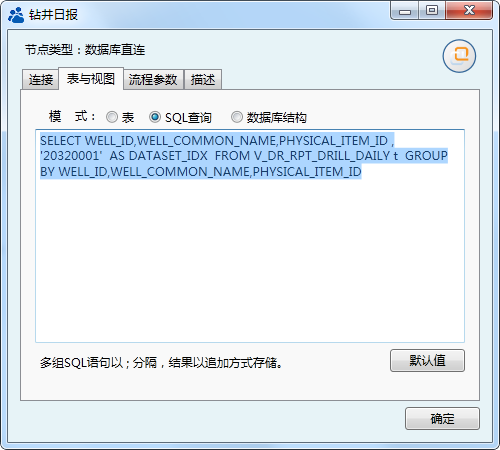 钻井日报
节点类型：数据库直连
连接 表与视图 流程参数 描述
模 式： 表 SQL查询 数据库结构
SELECT WELL_ID,WELL_COMMON_NAME,PHYSICAL_ITEM_ID ,
'20320001' AS DATASET_IDX FROM V_DR_RPT_DRILL_DAILY t GROUP
BY WELL_ID,WELL_COMMON_NAME,PHYSICAL_ITEM_ID
多组SQL语句以 ; 分隔，结果以追加方式存储。
默认值
确定